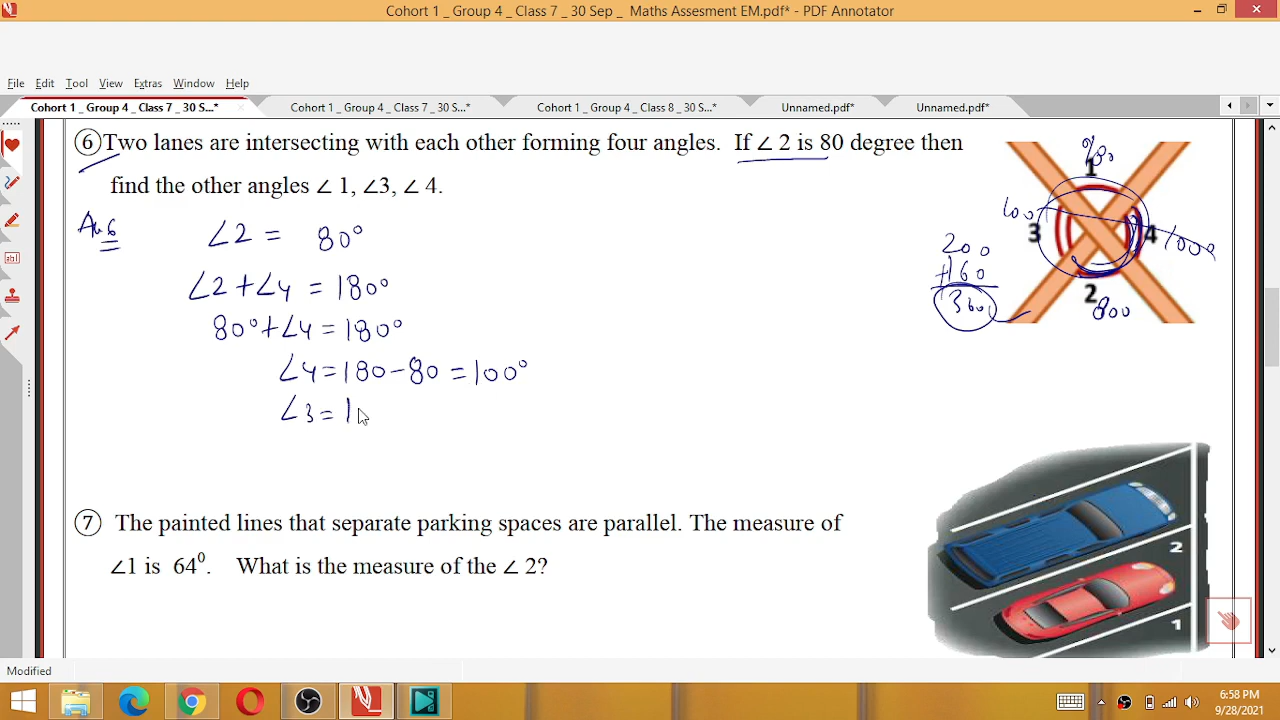 Cohort 1 _ Group 4 _ Class 7 _ 30 Sep _ Maths Assesment EM.pdf* - PDF Annotator
File Edit Tool View Extras Window Help
Cohort 1 _ Group 4 _ Class 7 _ 30 S...* Cohort 1 _ Group 4 _ Class 7 _ 30 S...* Cohort 1 _ Group 4 _ Class 8 _ 30 S...* Unnamed.pdf* Unnamed.pdf*
6 Two lanes are intersecting with each other forming four angles. If ∠ 2 is 80 degree then
find the other angles ∠ 1, ∠3, ∠ 4.
Ans 6
∠2 = 80°
∠2 + ∠4 = 180°
80° + ∠4 = 180°
∠4 = 180 - 80 = 100°
∠3 = 1
80
1
100
3
4
100°
2
80°
200
+160
360
7 The painted lines that separate parking spaces are parallel. The measure of
∠1 is 64⁰. What is the measure of the ∠ 2?
2
1
Modified
6:58 PM
9/28/2021